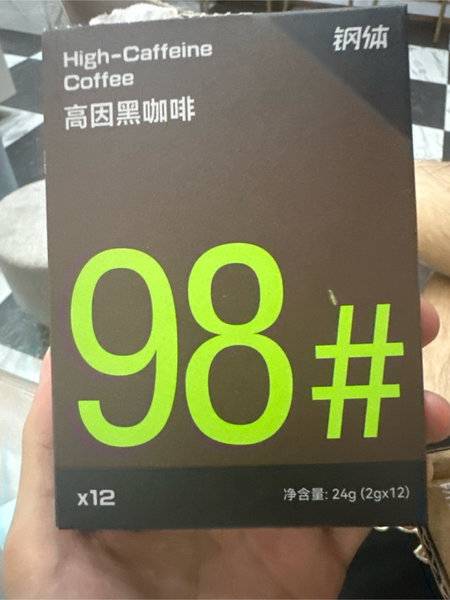 High-Caffeine
Coffee
高因黑咖啡
钢体
98#
x12
净含量: 24g (2gx12)